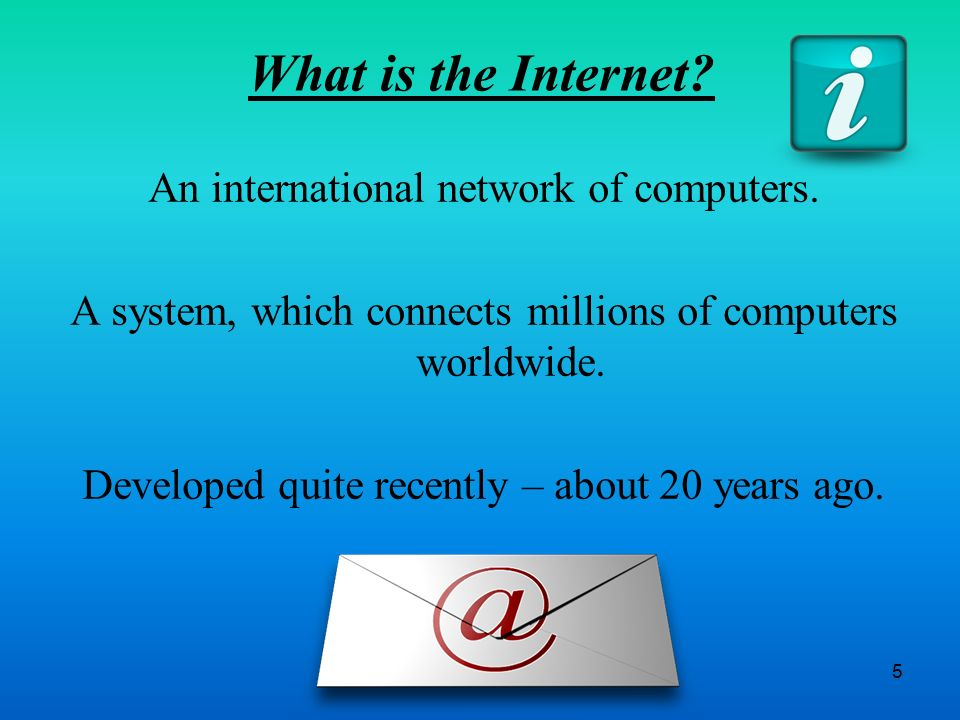 What is the Internet?
i
An international network of computers.
A system, which connects millions of computers
worldwide.
Developed quite recently – about 20 years ago.
@
5